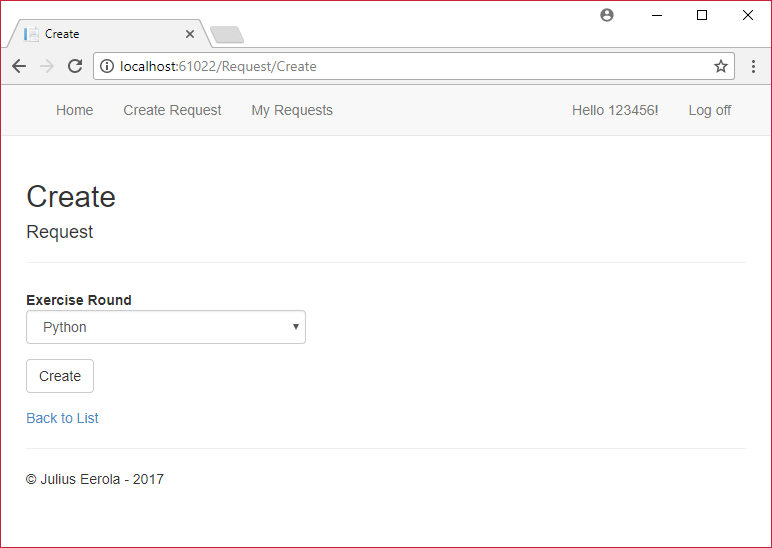 Create
localhost:61022/Request/Create
Home Create Request My Requests Hello 123456! Log off
Create
Request
Exercise Round
Python
Create
Back to List
© Julius Eerola - 2017